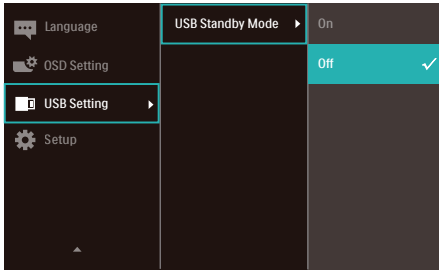 Language
OSD Setting
USB Setting
Setup
USB Standby Mode
On
Off